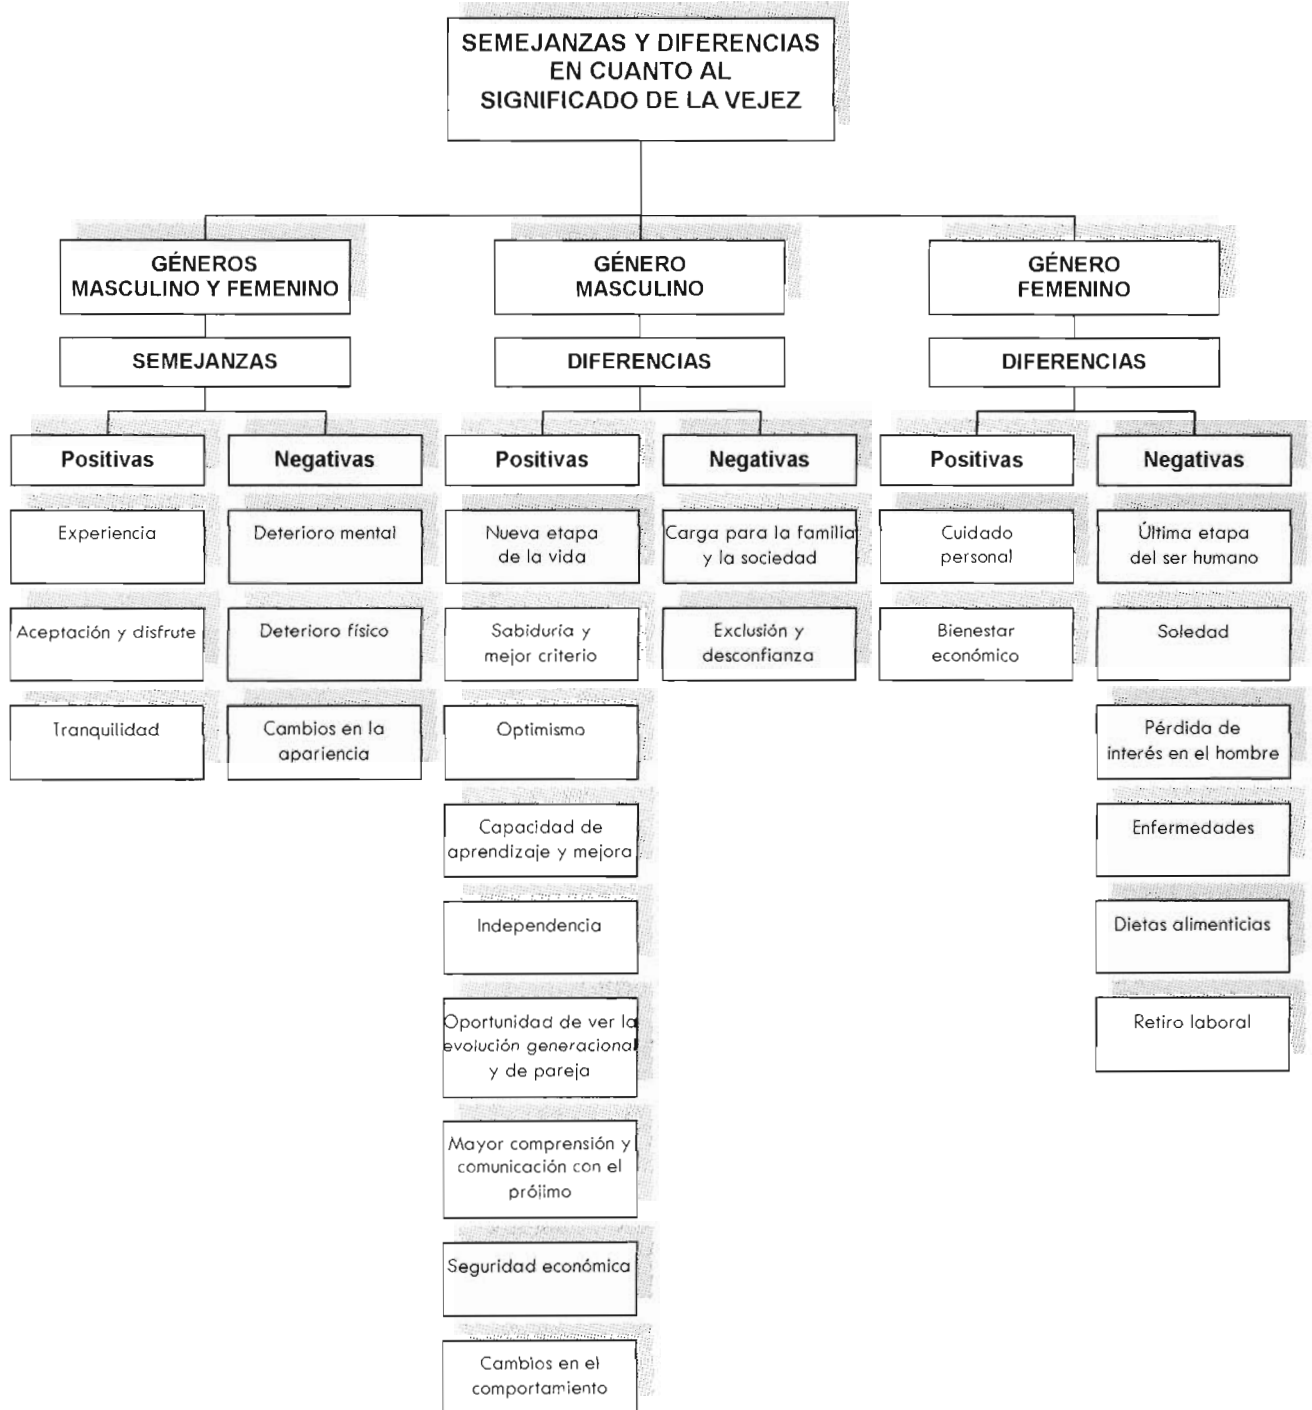 SEMEJANZAS Y DIFERENCIAS
EN CUANTO AL
SIGNIFICADO DE LA VEJEZ
GÉNEROS
MASCULINO Y FEMENINO
SEMEJANZAS
Positivas
Experiencia
Aceptación y disfrute
Tranquilidad
Negativas
Deterioro mental
Deterioro físico
Cambios en la
apariencia
GÉNERO
MASCULINO
DIFERENCIAS
Positivas
Nueva etapa
de la vida
Sabiduría y
mejor criterio
Optimismo
Capacidad de
aprendizaje y mejora
Independencia
Oportunidad de ver la
evolución generacional
y de pareja
Mayor comprensión y
comunicación con el
prójimo
Seguridad económica
Cambios en el
comportamiento
Negativas
Carga para la familia
y la sociedad
Exclusión y
desconfianza
GÉNERO
FEMENINO
DIFERENCIAS
Positivas
Cuidado
personal
Bienestar
económico
Negativas
Última etapa
del ser humano
Soledad
Pérdida de
interés en el hombre
Enfermedades
Dietas alimenticias
Retiro laboral